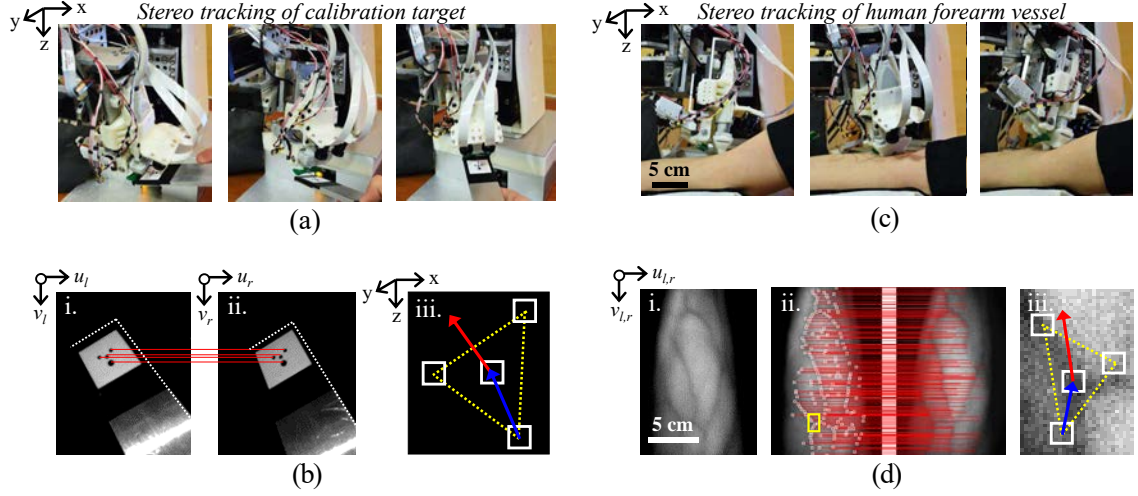 Stereo tracking of calibration target
x
y
z
(a)
Stereo tracking of human forearm vessel
x
y
z
5 cm
(c)
u_l
v_l
i.
u_r
v_r
ii.
x
y
z
iii.
(b)
u_l,r
v_l,r
i.
5 cm
ii.
iii.
(d)